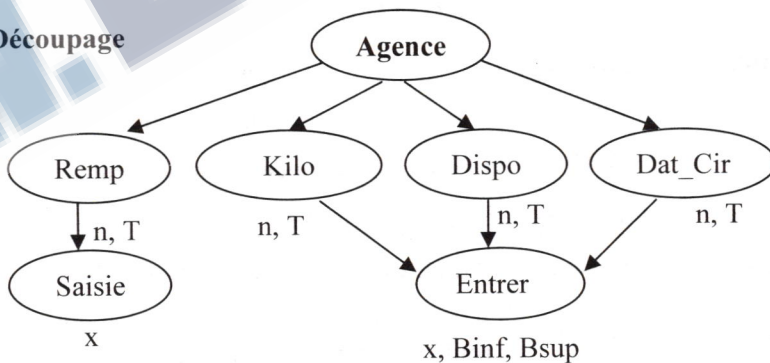 Découpage
Agence
Remp
Kilo
Dispo
Dat_Cir
n, T
n, T
n, T
n, T
Saisie
Entrer
x
x, Binf, Bsup